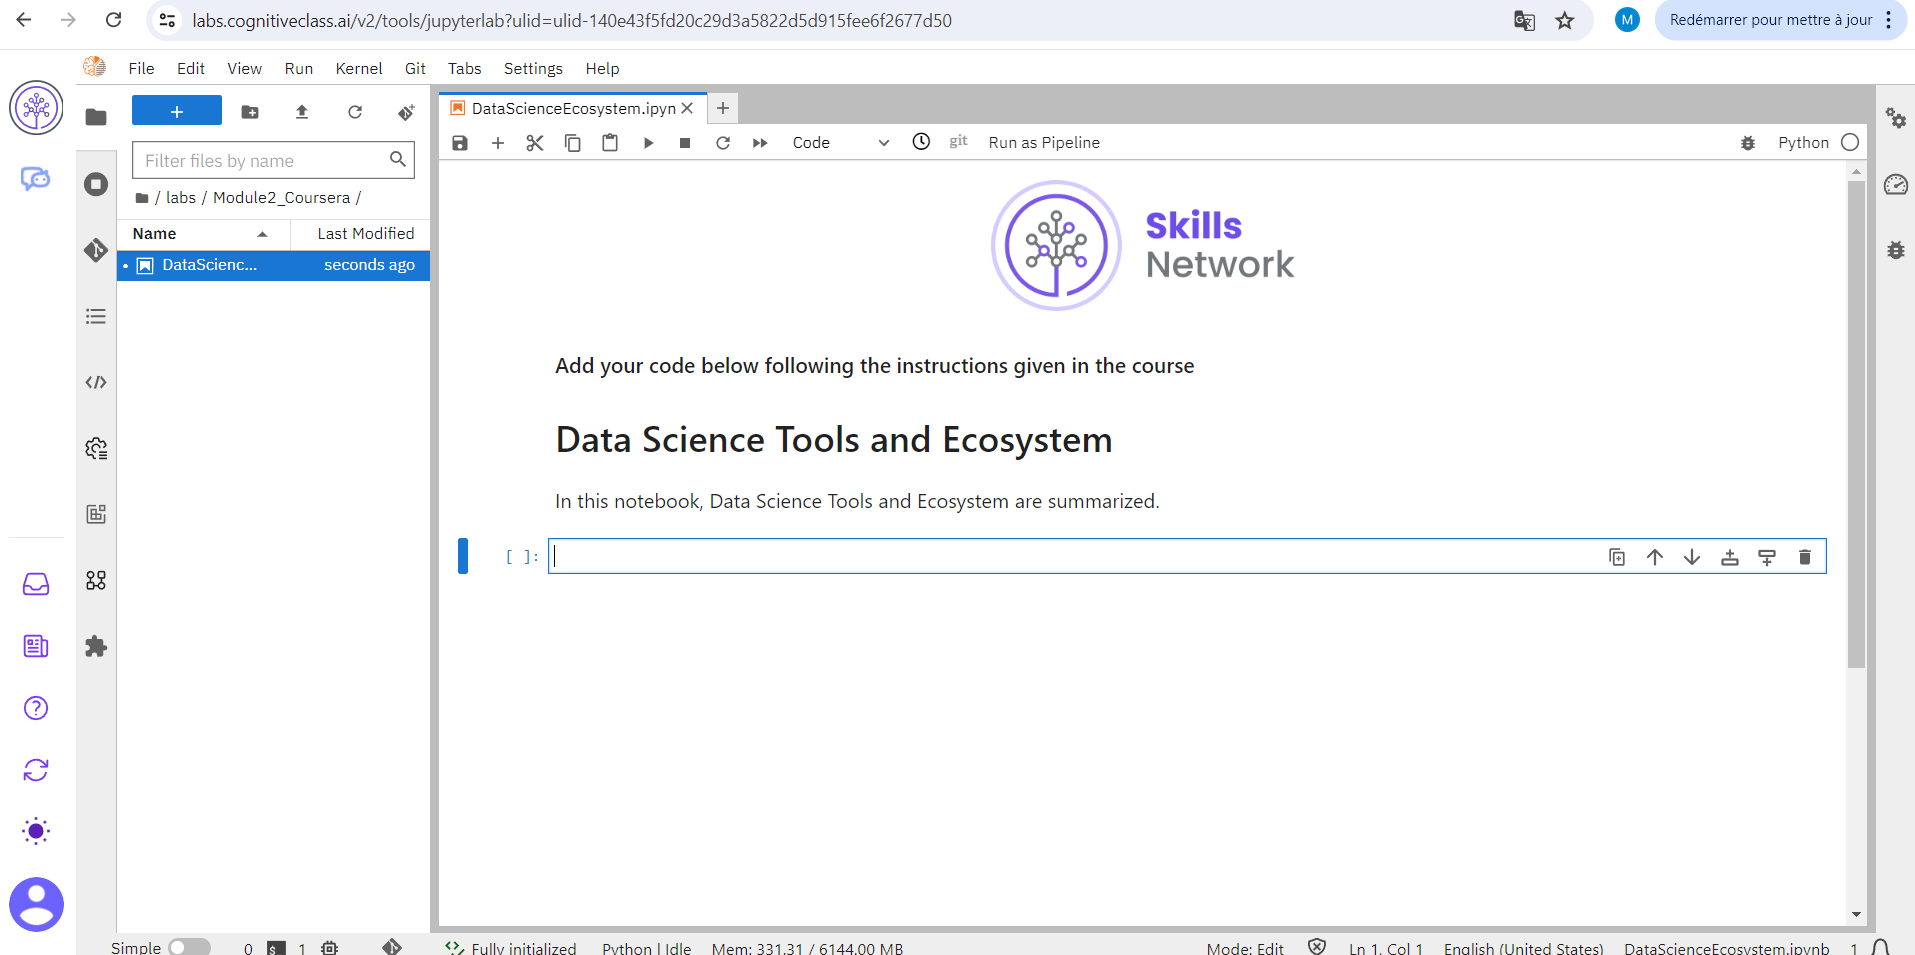 labs.cognitiveclass.ai/v2/tools/jupyterlab?ulid=ulid-140e43f5fd20c29d3a5822d5d915fee6f2677d50
M
Redémarrer pour mettre à jour
File Edit View Run Kernel Git Tabs Settings Help
+
DataScienceEcosystem.ipyn
Filter files by name
Code
git
Run as Pipeline
Python
/ labs / Module2_Coursera /
Name
Last Modified
DataScienc...
seconds ago
Skills
Network
Add your code below following the instructions given in the course
Data Science Tools and Ecosystem
In this notebook, Data Science Tools and Ecosystem are summarized.
[ ]:
Simple
0
$
1
Fully initialized
Python | Idle
Mem: 331.31 / 6144.00 MB
Mode: Edit
Ln 1, Col 1
English (United States)
DataScienceEcosystem.ipynb
1